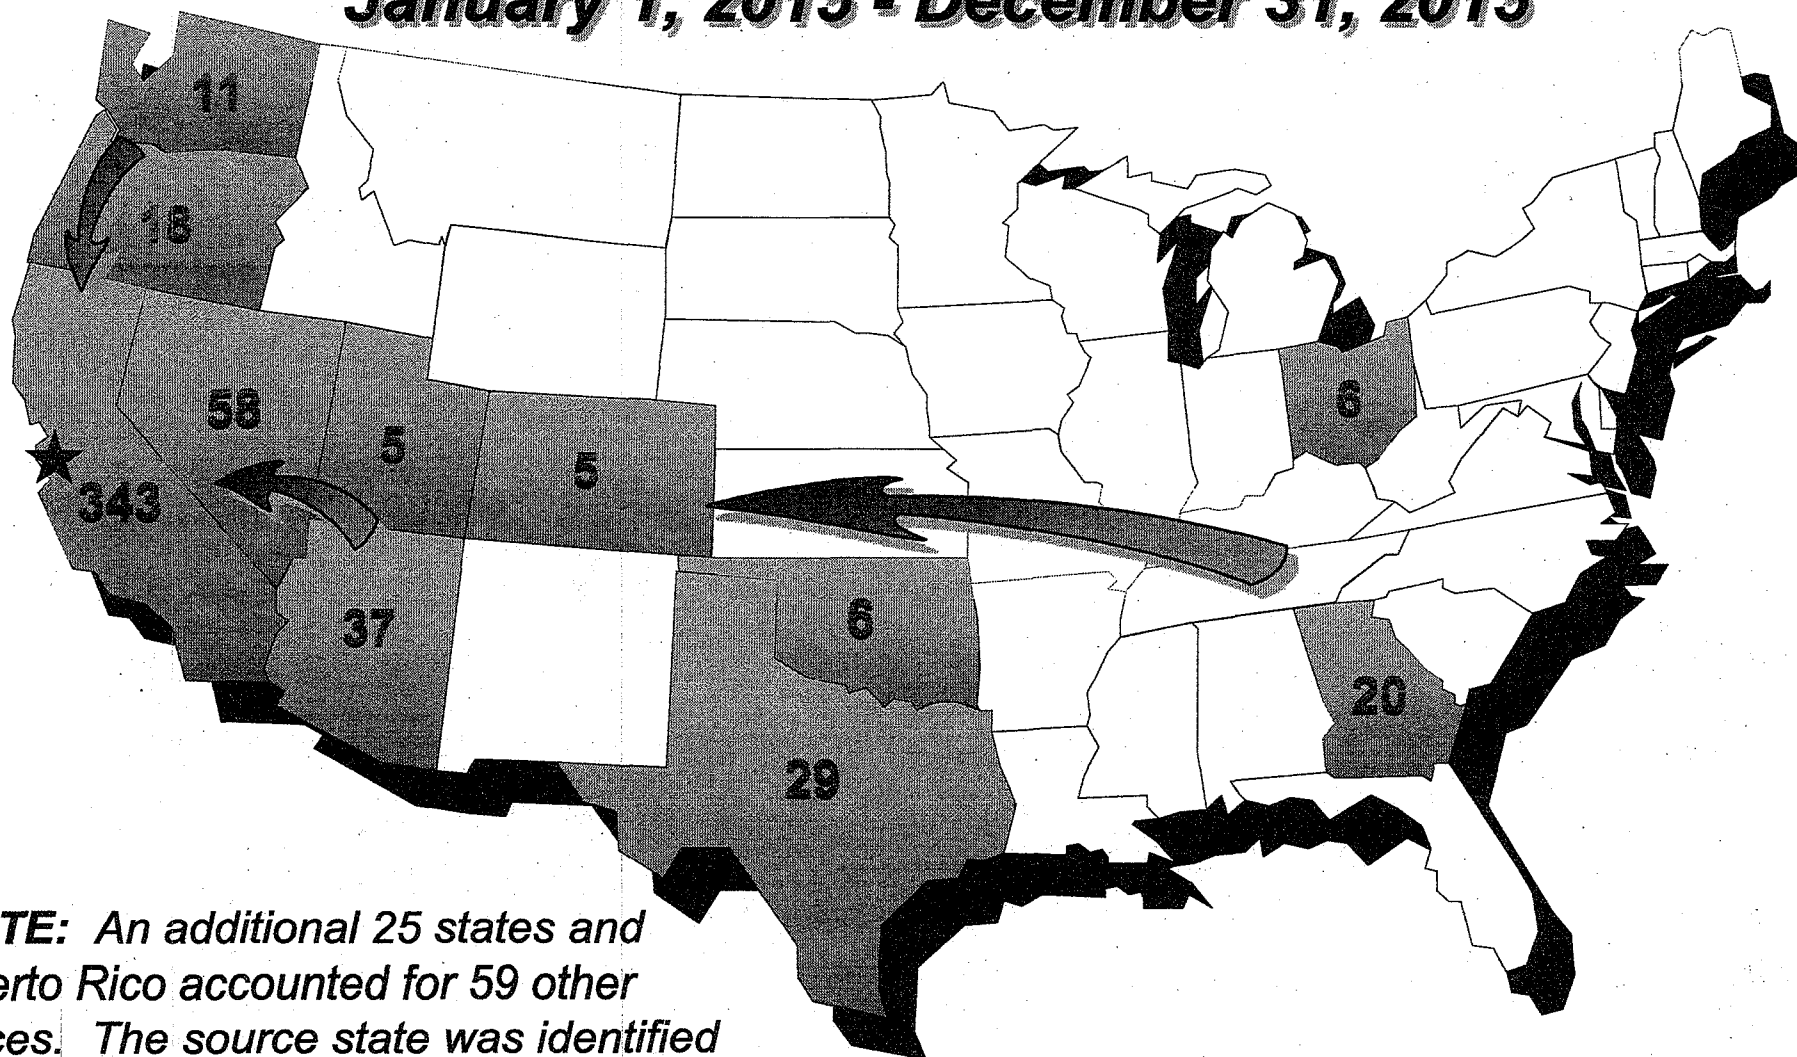 January 1, 2015 - December 31, 2015
11
18
58
5
5
6
343
37
6
20
29
TE: An additional 25 states and
erto Rico accounted for 59 other
ces. The source state was identified